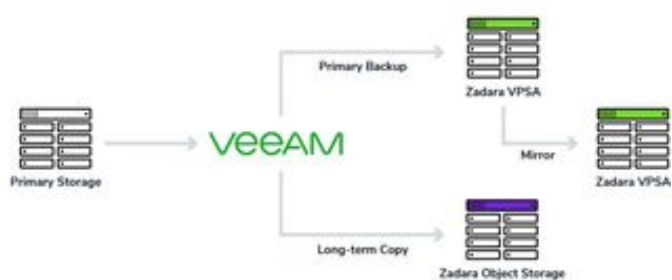 Primary Backup
Zadara VPSA
Primary Storage
veeam
Mirror
Zadara VPSA
Long-term Copy
Zadara Object Storage